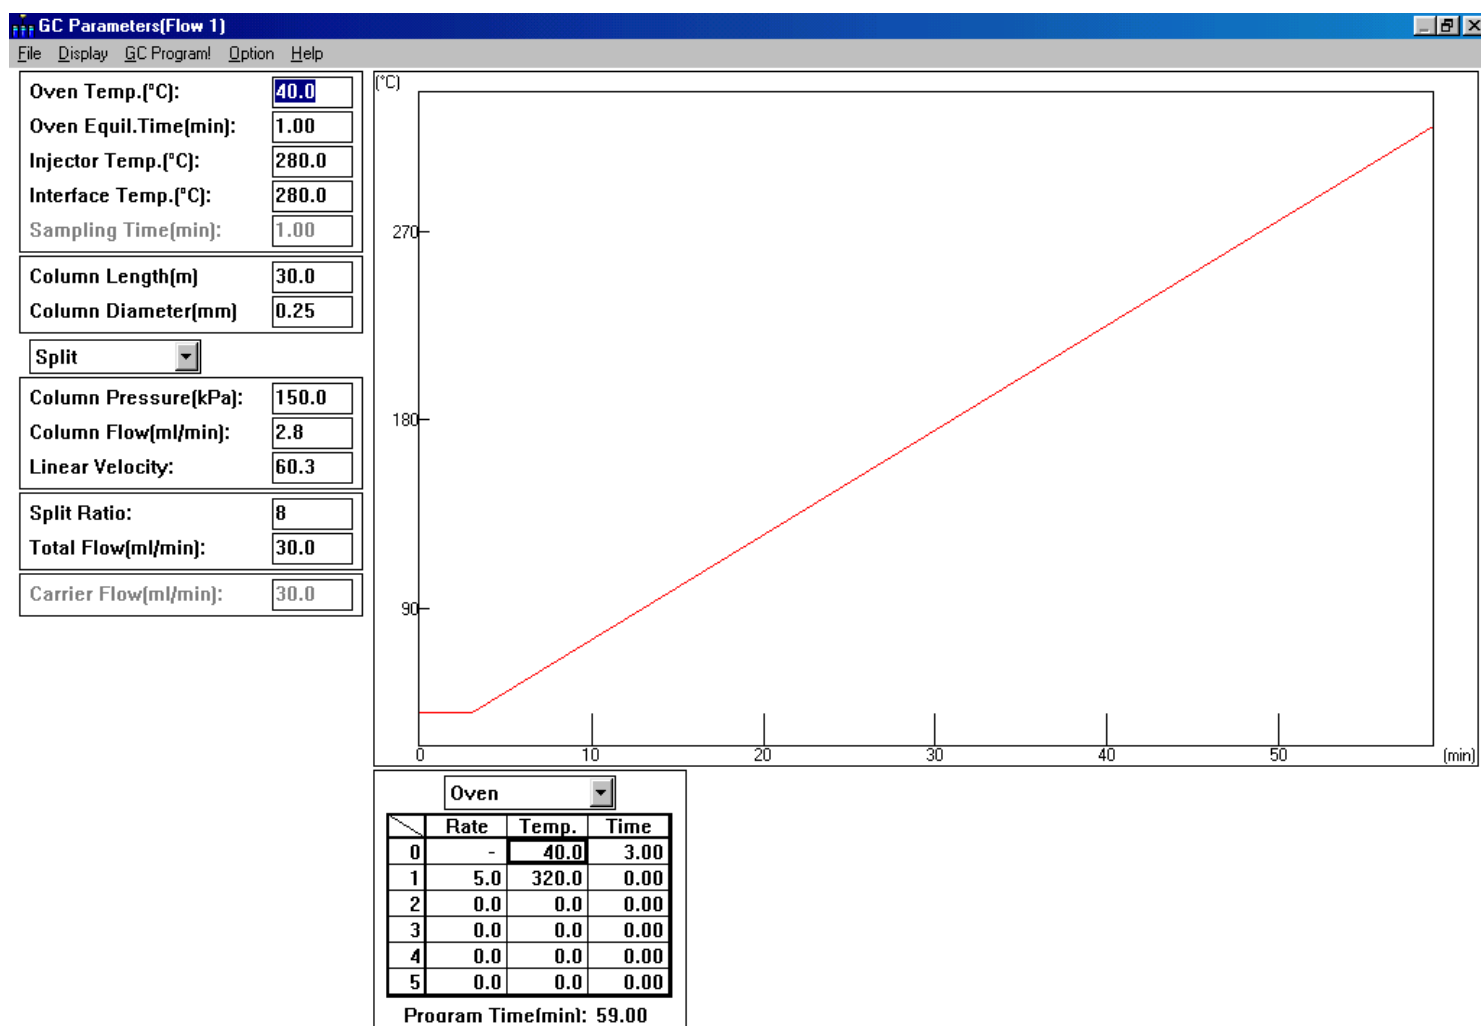 GC Parameters(Flow 1)
File Display GC Program! Option Help
Oven Temp.(°C): 40.0
Oven Equil.Time(min): 1.00
Injector Temp.(°C): 280.0
Interface Temp.(°C): 280.0
Sampling Time(min): 1.00
Column Length(m) 30.0
Column Diameter(mm) 0.25
Split
Column Pressure(kPa): 150.0
Column Flow(ml/min): 2.8
Linear Velocity: 60.3
Split Ratio: 8
Total Flow(ml/min): 30.0
Carrier Flow(ml/min): 30.0
(°C)
270
180
90
0 10 20 30 40 50 (min)
Oven
Rate Temp. Time
0 - 40.0 3.00
1 5.0 320.0 0.00
2 0.0 0.0 0.00
3 0.0 0.0 0.00
4 0.0 0.0 0.00
5 0.0 0.0 0.00
Program Time(min): 59.00